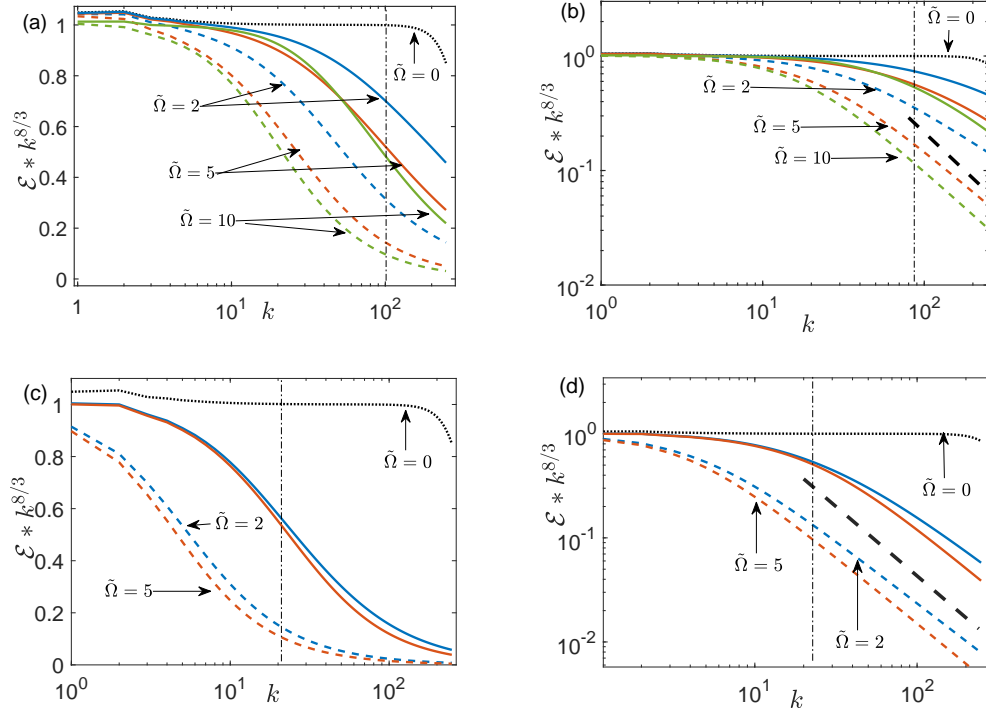 (a)
1
0.8
0.6
0.4
0.2
0
ℰ * k^{8/3}
Ω̃ = 0
Ω̃ = 2
Ω̃ = 5
Ω̃ = 10
1
10^1
10^2
k
(b)
10^0
10^{-1}
10^{-2}
ℰ * k^{8/3}
Ω̃ = 0
Ω̃ = 2
Ω̃ = 5
Ω̃ = 10
10^0
10^1
10^2
k
(c)
1
0.8
0.6
0.4
0.2
0
ℰ * k^{8/3}
Ω̃ = 0
Ω̃ = 2
Ω̃ = 5
10^0
10^1
10^2
k
(d)
10^0
10^{-1}
10^{-2}
ℰ * k^{8/3}
Ω̃ = 0
Ω̃ = 5
Ω̃ = 2
10^1
10^2
k